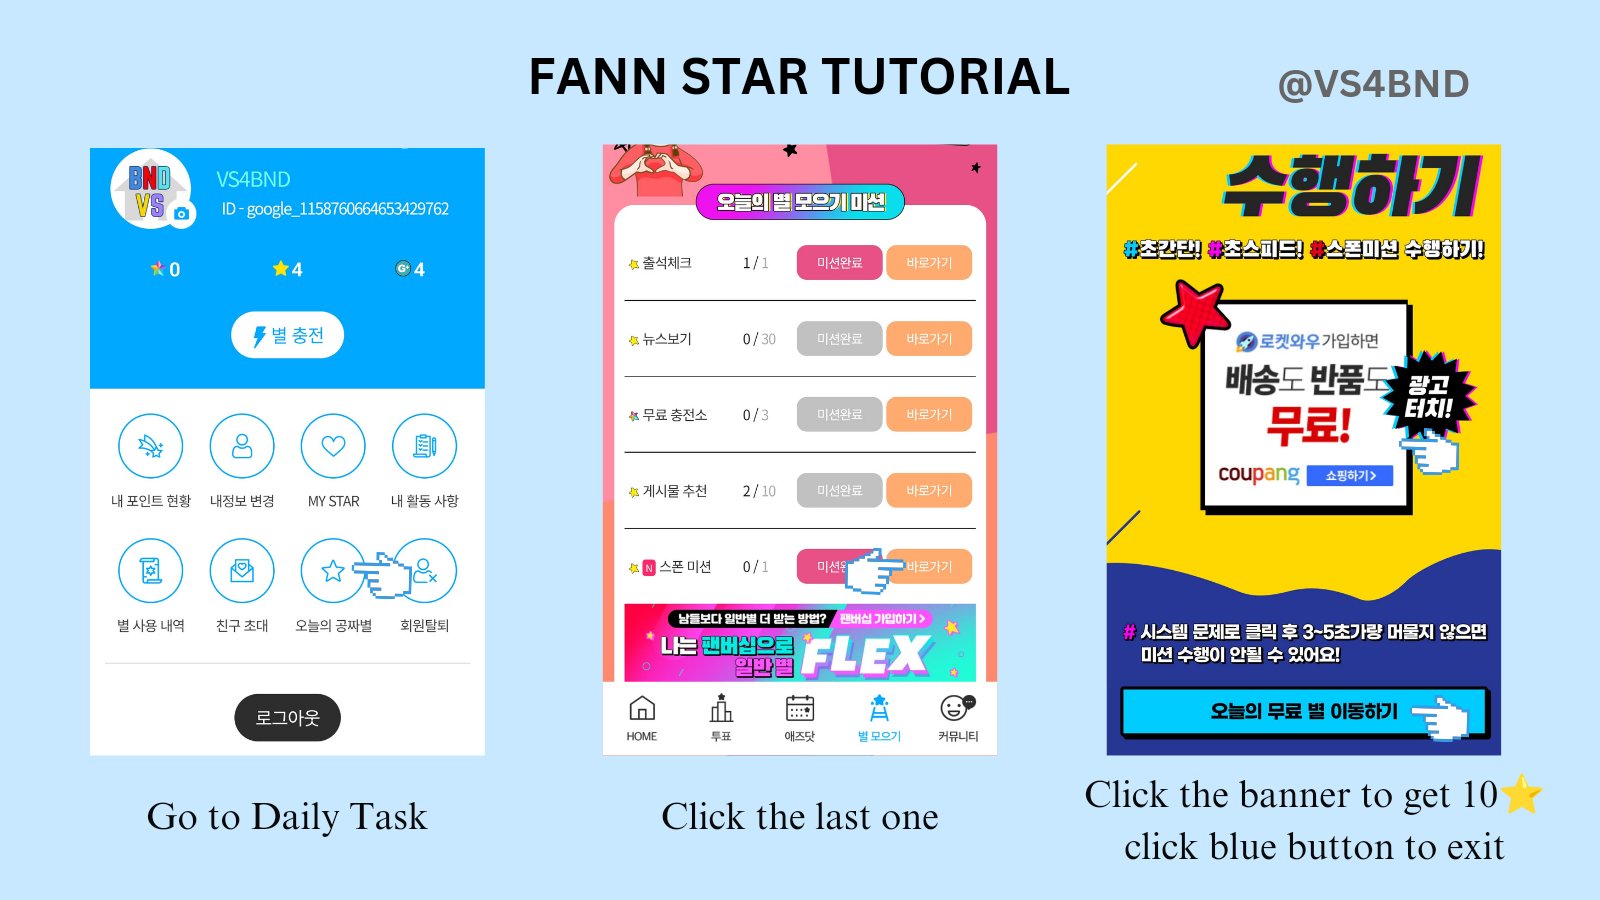 FANN STAR TUTORIAL
@VS4BND
BND
VS
VS4BND
ID - google_1158760664653429762
0
4
G+ 4
별 충전
내 포인트 현황
내정보 변경
MY STAR
내 활동 사항
별 사용 내역
친구 초대
오늘의 공짜별
회원탈퇴
로그아웃
Go to Daily Task
오늘의 별 모으기 미션
출석체크 1 / 1 미션완료 바로가기
뉴스보기 0 / 30 미션완료 바로가기
무료 충전소 0 / 3 미션완료 바로가기
게시물 추천 2 / 10 미션완료 바로가기
N 스폰 미션 0 / 1 바로가기
남들보다 일반별 더 받는 방법? 팬버십 가입하기 >
나는 팬버십으로
일반별
FLEX
HOME
투표
애즈닷
별 모으기
커뮤니티
Click the last one
수행하기
#초간단! #초스피드! #스폰미션 수행하기!
로켓와우 가입하면
배송도 반품도
무료!
coupang 쇼핑하기 >
광고
터치!
# 시스템 문제로 클릭 후 3~5초가량 머물지 않으면
미션 수행이 안될 수 있어요!
오늘의 무료 별 이동하기
Click the banner to get 10⭐
click blue button to exit